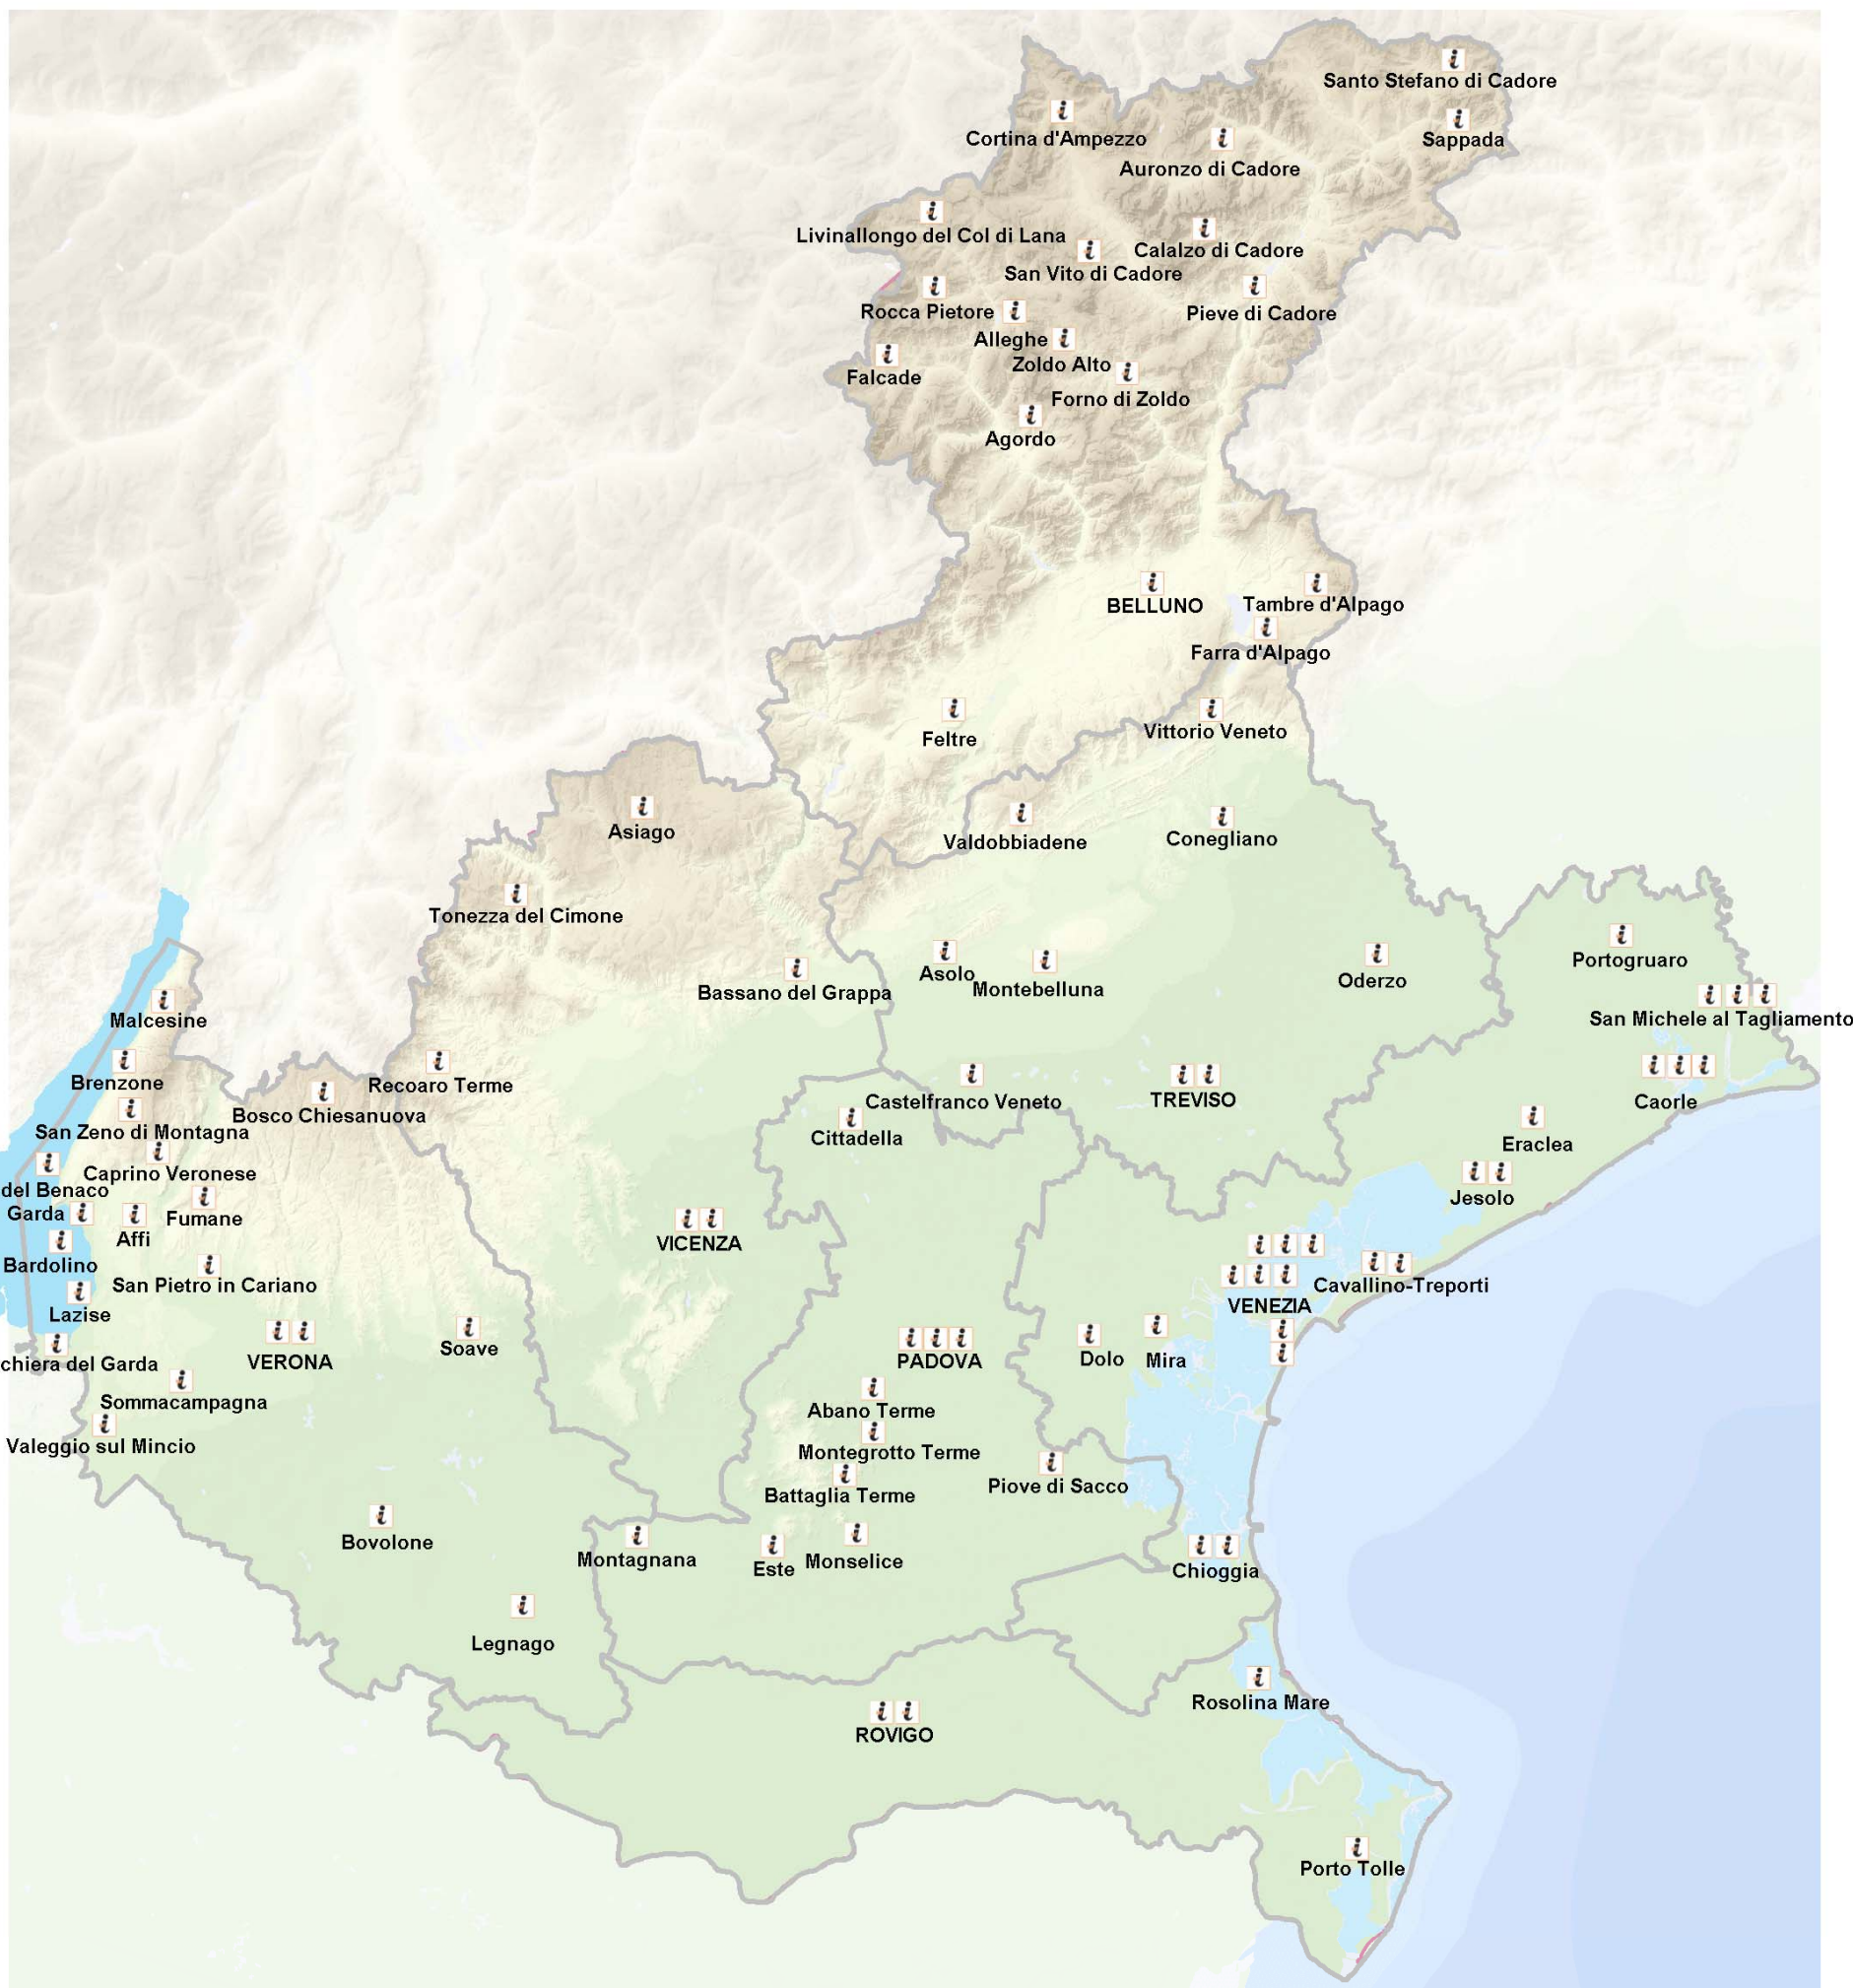 Santo Stefano di Cadore
Cortina d'Ampezzo
Sappada
Auronzo di Cadore
Livinallongo del Col di Lana
Calalzo di Cadore
San Vito di Cadore
Rocca Pietore
Pieve di Cadore
Alleghe
Zoldo Alto
Falcade
Forno di Zoldo
Agordo
BELLUNO
Tambre d'Alpago
Farra d'Alpago
Vittorio Veneto
Feltre
Asiago
Valdobbiadene
Conegliano
Tonezza del Cimone
Portogruaro
Asolo
Montebelluna
Oderzo
Bassano del Grappa
San Michele al Tagliamento
Malcesine
Brenzone
Recoaro Terme
Bosco Chiesanuova
Castelfranco Veneto
TREVISO
Caorle
San Zeno di Montagna
Cittadella
Eraclea
Caprino Veronese
del Benaco
Jesolo
Garda
Fumane
Affi
VICENZA
Bardolino
San Pietro in Cariano
Cavallino-Treporti
VENEZIA
Lazise
Soave
chiera del Garda
VERONA
PADOVA
Dolo
Mira
Sommacampagna
Abano Terme
Valeggio sul Mincio
Montegrotto Terme
Piove di Sacco
Battaglia Terme
Bovolone
Montagnana
Este
Monselice
Chioggia
Legnago
Rosolina Mare
ROVIGO
Porto Tolle